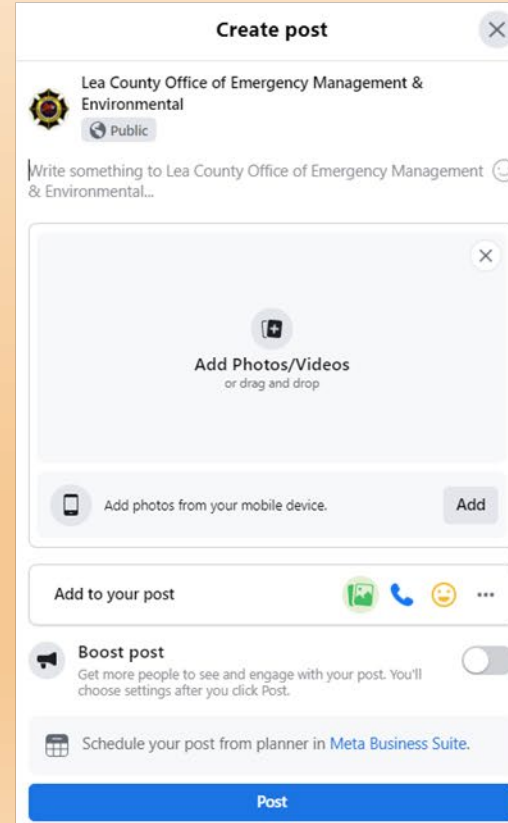 Create post
Lea County Office of Emergency Management &
Environmental
Public
Write something to Lea County Office of Emergency Management
& Environmental...
Add Photos/Videos
or drag and drop
Add photos from your mobile device.
Add
Add to your post
Boost post
Get more people to see and engage with your post. You'll
choose settings after you click Post.
Schedule your post from planner in Meta Business Suite.
Post